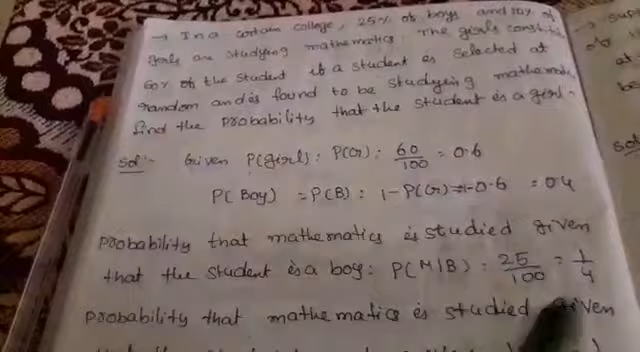 → In a certain college, 25% of boys and 10% of
girls are studying mathematics. The girls constitute
60% of the student if a student is selected at
random and is found to be studying mathematics
find the probability that the student is a girl.
Sol:- Given P(girl) : P(G) : 60/100 = 0.6
P(Boy) = P(B) : 1-P(G) = 1-0.6 = 0.4
Probability that mathematics is studied given
that the student is a boy : P(M|B) : 25/100 = 1/4
Probability that mathematics is studied given
sol